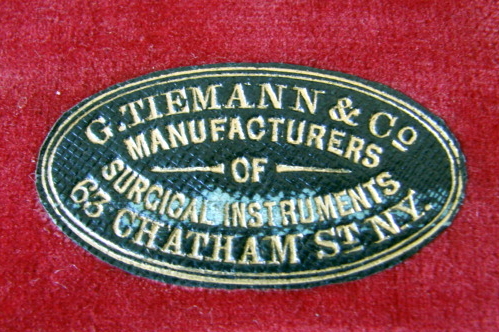 G. TIEMANN & Co
MANUFACTURERS
OF
SURGICAL INSTRUMENTS
63 CHATHAM ST N.Y.